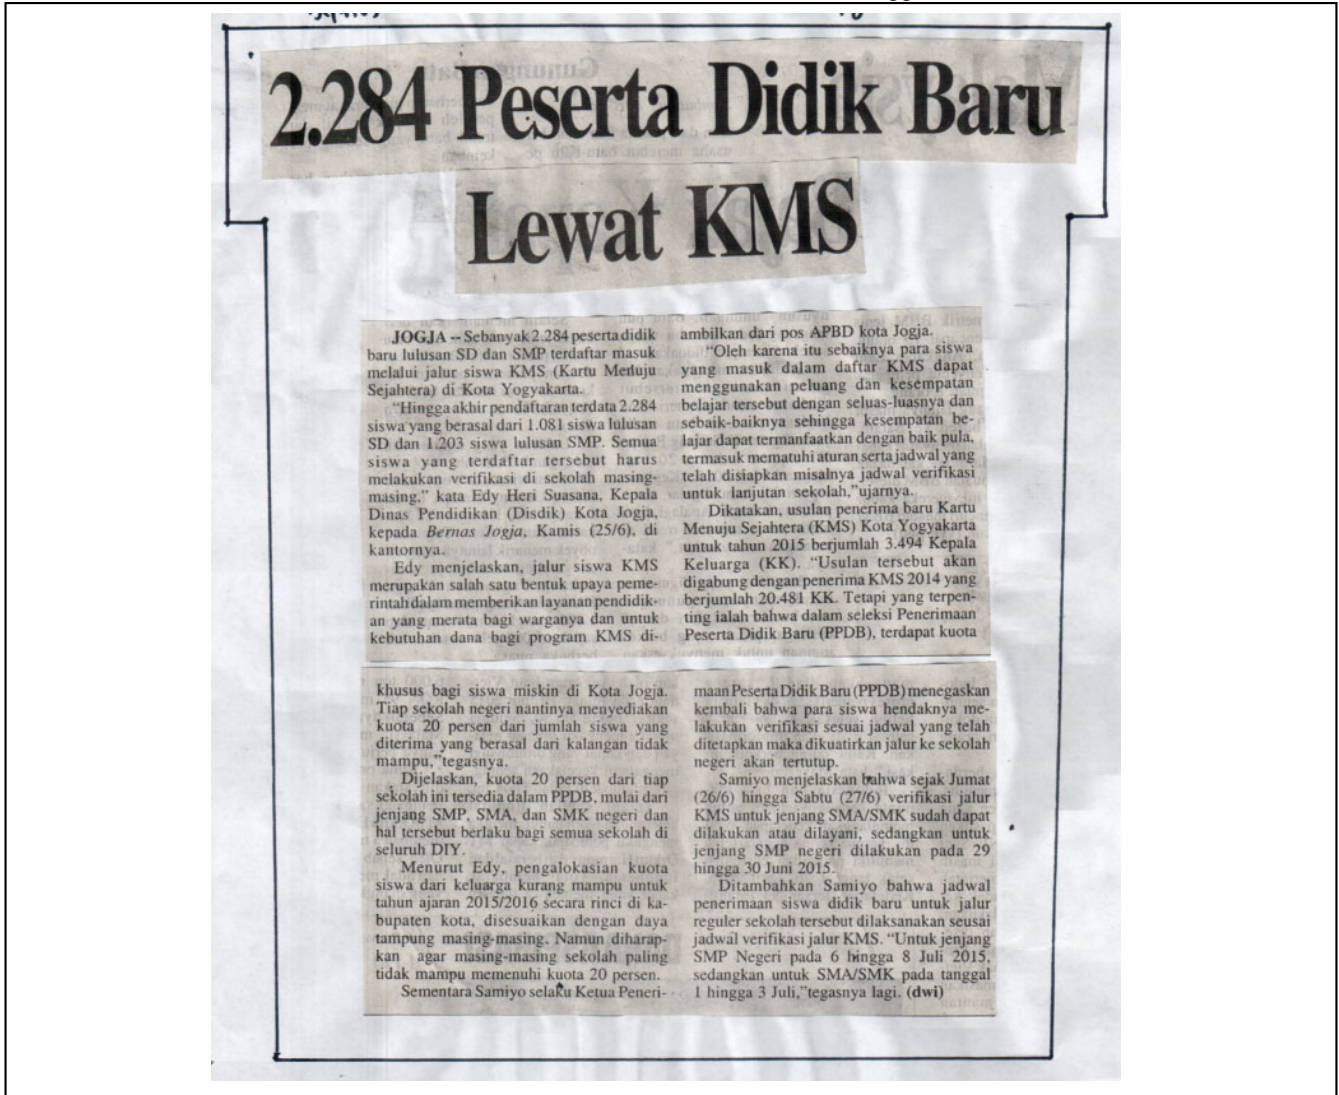 2.284 Peserta Didik Baru
Lewat KMS
JOGJA -- Sebanyak 2.284 peserta didik
baru lulusan SD dan SMP terdaftar masuk
melalui jalur siswa KMS (Kartu Menuju
Sejahtera) di Kota Yogyakarta.
"Hingga akhir pendaftaran terdata 2.284
siswa yang berasal dari 1.081 siswa lulusan
SD dan 1.203 siswa lulusan SMP. Semua
siswa yang terdaftar tersebut harus
melakukan verifikasi di sekolah masing-
masing." kata Edy Heri Suasana, Kepala
Dinas Pendidikan (Disdik) Kota Jogja,
kepada Bernas Jogja, Kamis (25/6), di
kantornya.
Edy menjelaskan, jalur siswa KMS
merupakan salah satu bentuk upaya peme-
rintah dalam memberikan layanan pendidik-
an yang merata bagi warganya dan untuk
kebutuhan dana bagi program KMS di-
ambilkan dari pos APBD kota Jogja.
"Oleh karena itu sebaiknya para siswa
yang masuk dalam daftar KMS dapat
menggunakan peluang dan kesempatan
belajar tersebut dengan seluas-luasnya dan
sebaik-baiknya sehingga kesempatan be-
lajar dapat termanfaatkan dengan baik pula,
termasuk mematuhi aturan serta jadwal yang
telah disiapkan misalnya jadwal verifikasi
untuk lanjutan sekolah,"ujarnya.
Dikatakan, usulan penerima baru Kartu
Menuju Sejahtera (KMS) Kota Yogyakarta
untuk tahun 2015 berjumlah 3.494 Kepala
Keluarga (KK). "Usulan tersebut akan
digabung dengan penerima KMS 2014 yang
berjumlah 20.481 KK. Tetapi yang terpen-
ting ialah bahwa dalam seleksi Penerimaan
Peserta Didik Baru (PPDB), terdapat kuota
khusus bagi siswa miskin di Kota Jogja.
Tiap sekolah negeri nantinya menyediakan
kuota 20 persen dari jumlah siswa yang
diterima yang berasal dari kalangan tidak
mampu,"tegasnya.
Dijelaskan, kuota 20 persen dari tiap
sekolah ini tersedia dalam PPDB, mulai dari
jenjang SMP, SMA, dan SMK negeri dan
hal tersebut berlaku bagi semua sekolah di
seluruh DIY.
Menurut Edy, pengalokasian kuota
siswa dari keluarga kurang mampu untuk
tahun ajaran 2015/2016 secara rinci di ka-
bupaten kota, disesuaikan dengan daya
tampung masing-masing. Namun diharap-
kan agar masing-masing sekolah paling
tidak mampu memenuhi kuota 20 persen.
Sementara Samiyo selaku Ketua Peneri-
maan Peserta Didik Baru (PPDB) menegaskan
kembali bahwa para siswa hendaknya me-
lakukan verifikasi sesuai jadwal yang telah
ditetapkan maka dikuatirkan jalur ke sekolah
negeri akan tertutup.
Samiyo menjelaskan bahwa sejak Jumat
(26/6) hingga Sabtu (27/6) verifikasi jalur
KMS untuk jenjang SMA/SMK sudah dapat
dilakukan atau dilayani, sedangkan untuk
jenjang SMP negeri dilakukan pada 29
hingga 30 Juni 2015.
Ditambahkan Samiyo bahwa jadwal
penerimaan siswa didik baru untuk jalur
reguler sekolah tersebut dilaksanakan seusai
jadwal verifikasi jalur KMS. "Untuk jenjang
SMP Negeri pada 6 hingga 8 Juli 2015,
sedangkan untuk SMA/SMK pada tanggal
1 hingga 3 Juli,"tegasnya lagi. (dwi)